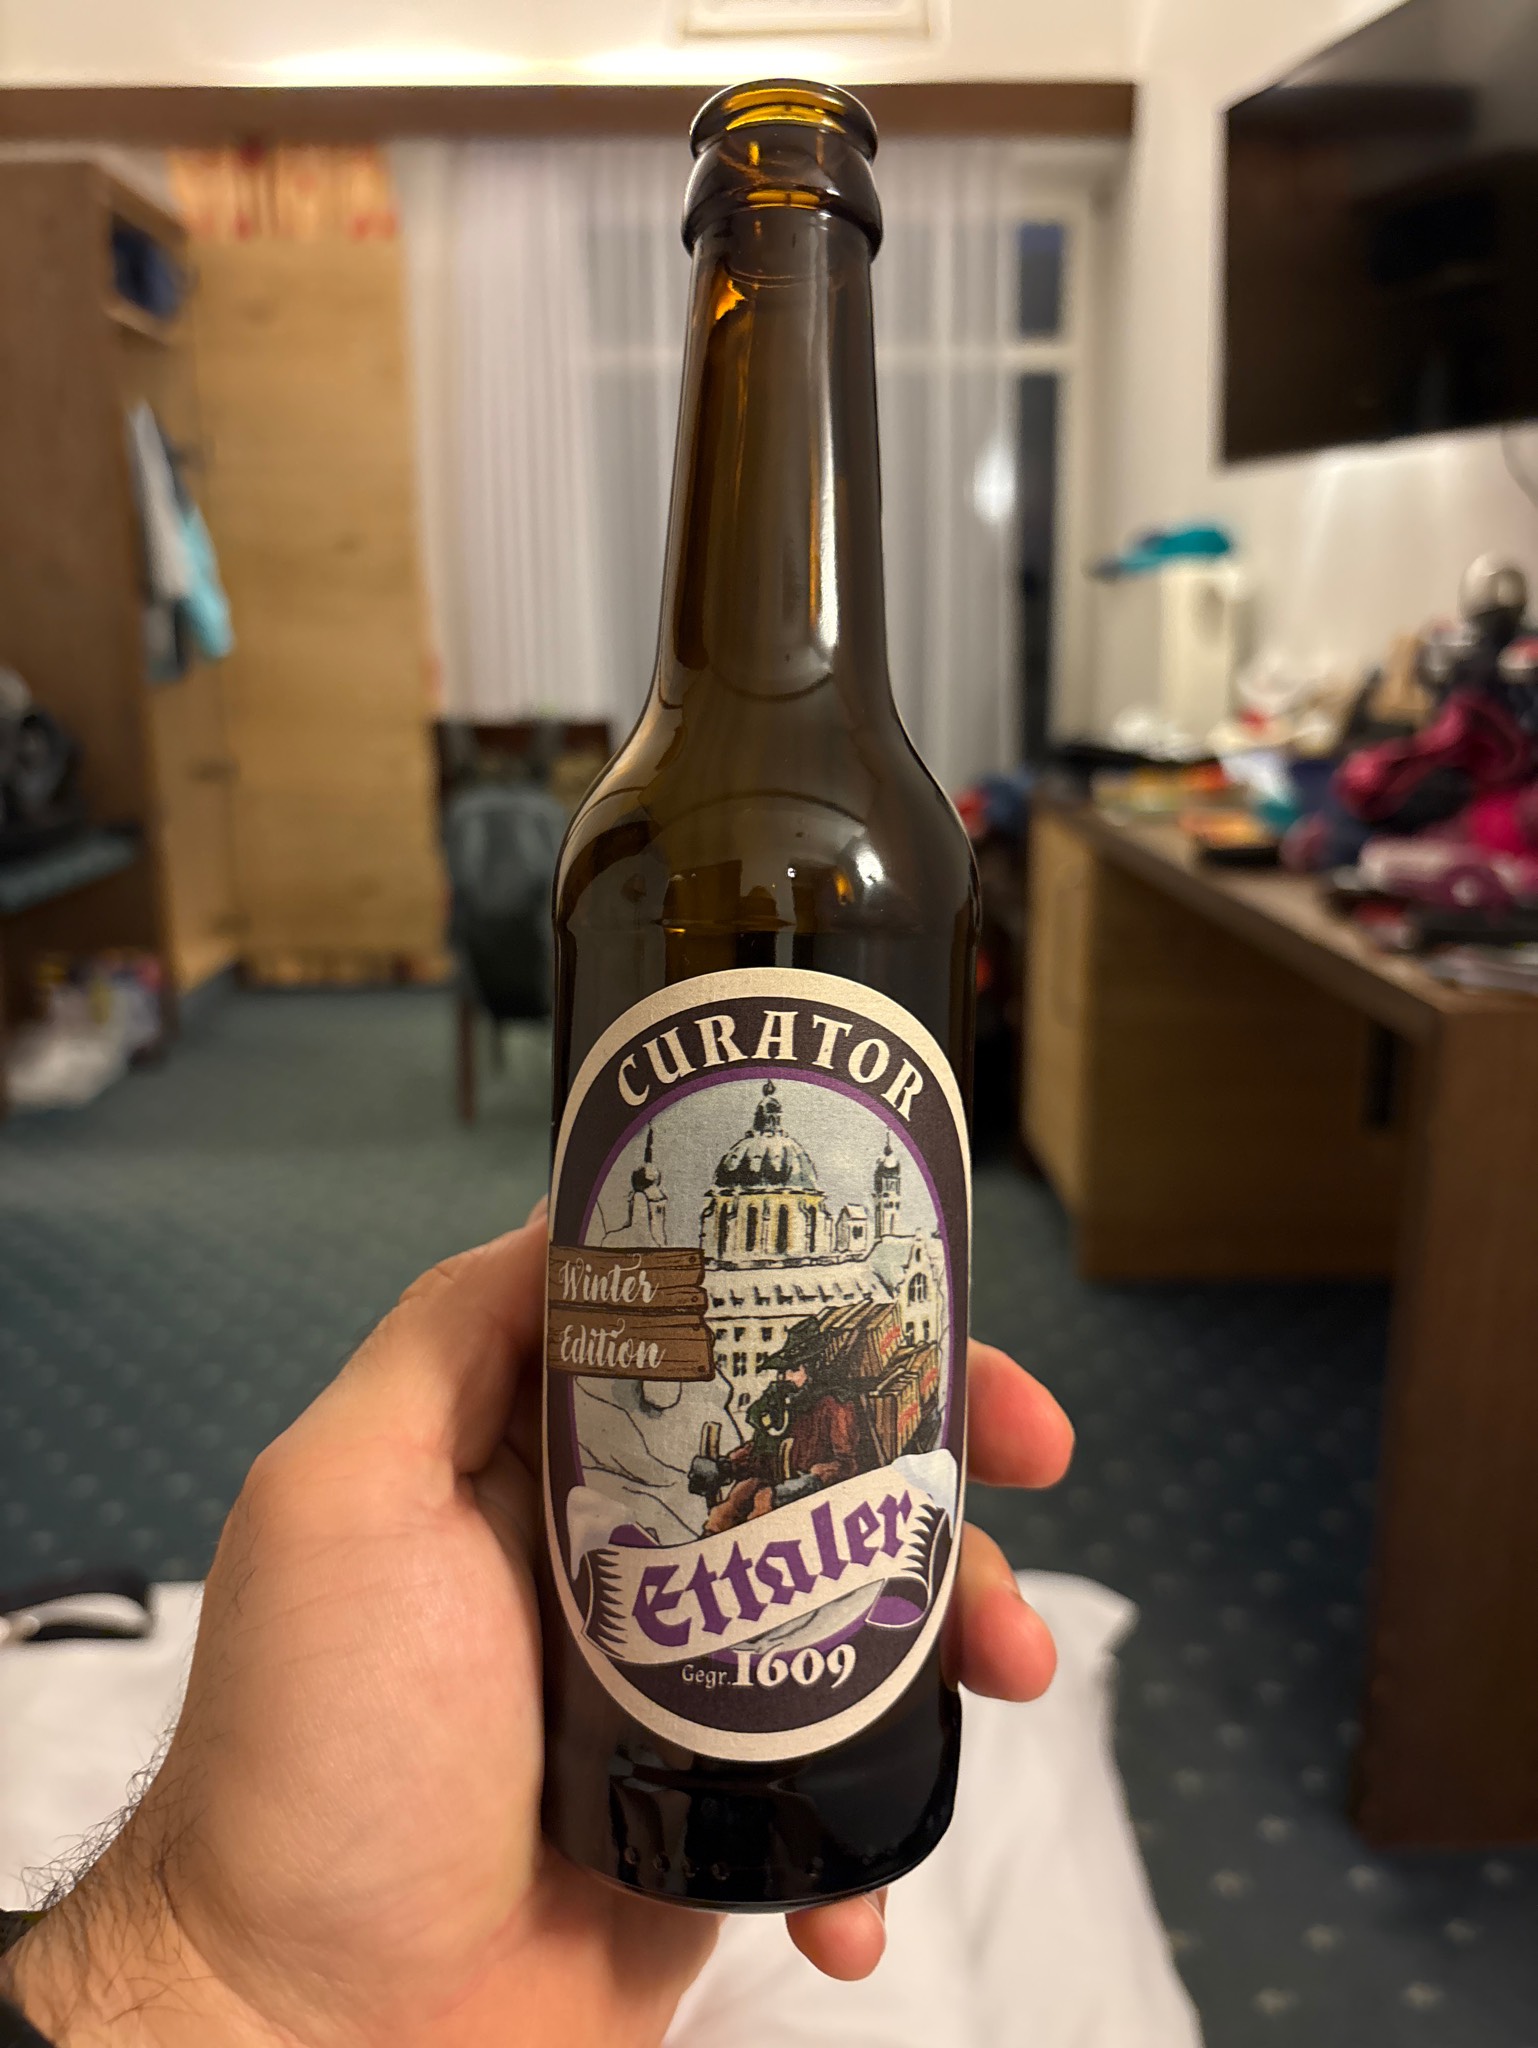 CURATOR
Winter
Edition
Ettaler
Gegr. 1609